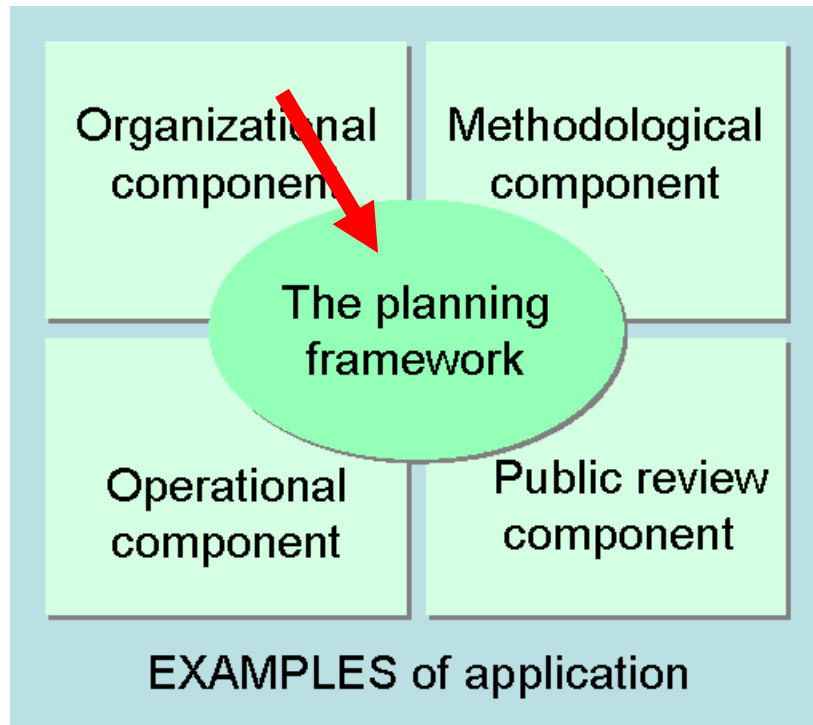 Organizational
component
Methodological
component
The planning
framework
Operational
component
Public review
component
EXAMPLES of application